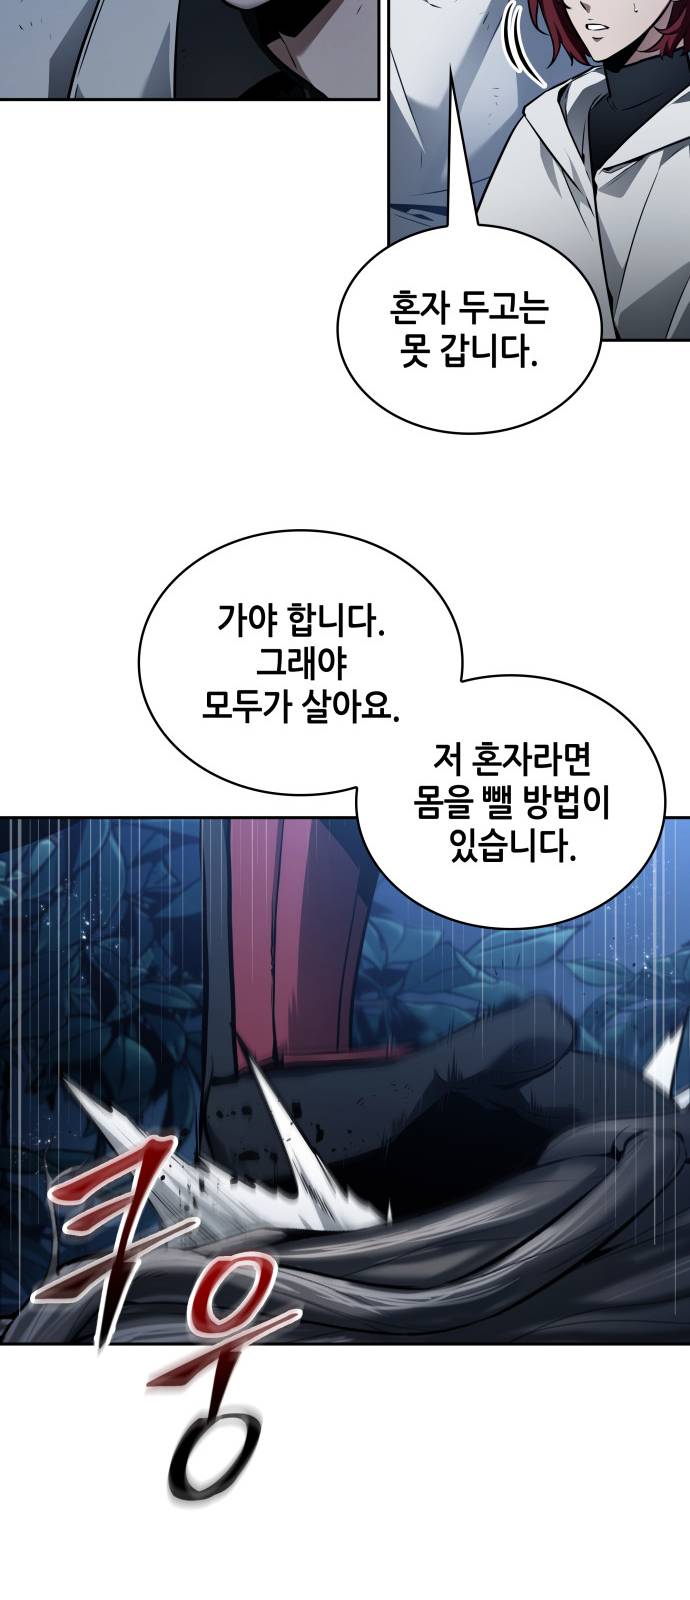 혼자 두고는
못 갑니다.
가야 합니다.
그래야
모두가 살아요.
저 혼자라면
몸을 뺄 방법이
있습니다.
쿠웅